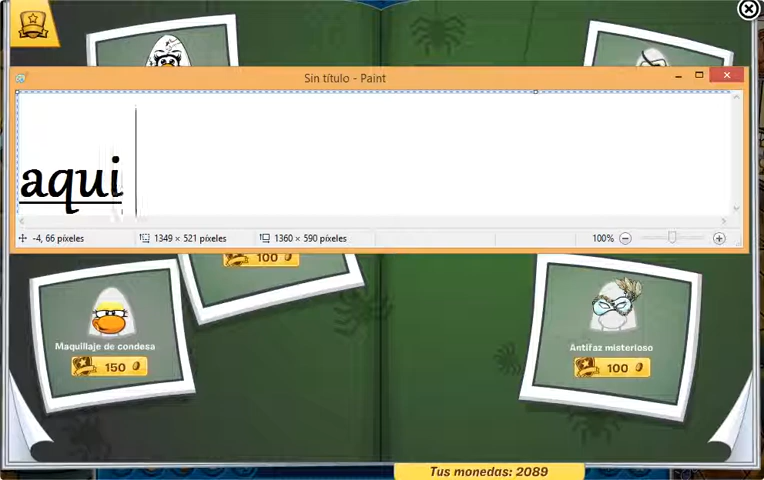 Sin título - Paint
aqui
-4, 66 píxeles
1349 × 521 píxeles
1360 × 590 píxeles
100%
100
Maquillaje de condesa
150
Antifaz misterioso
100
Tus monedas: 2089